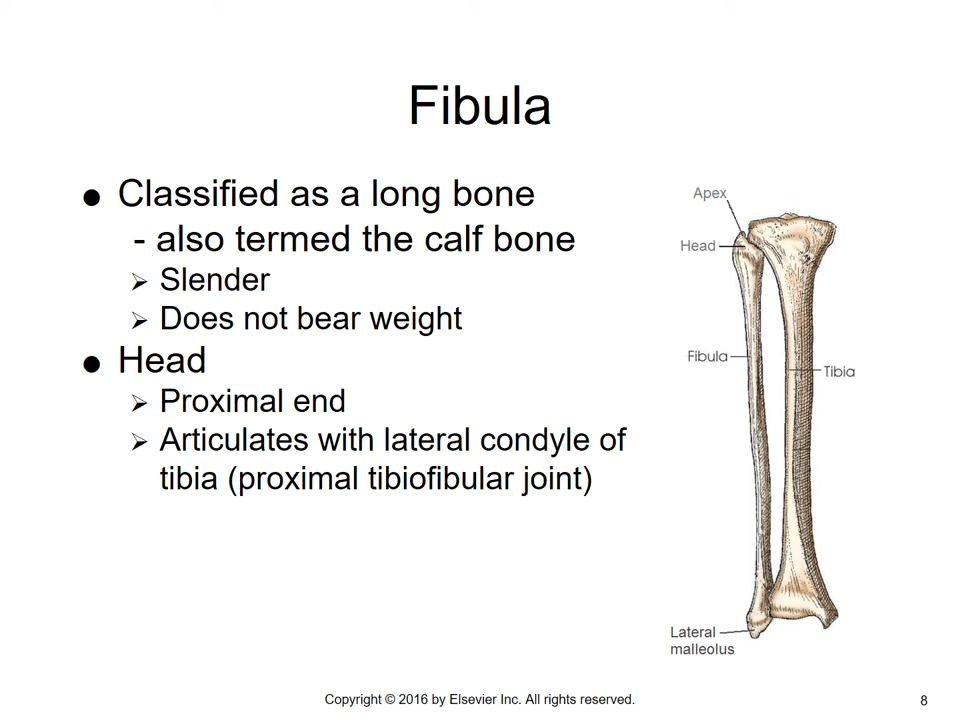 Fibula
● Classified as a long bone
- also termed the calf bone
➢ Slender
➢ Does not bear weight
● Head
➢ Proximal end
➢ Articulates with lateral condyle of
tibia (proximal tibiofibular joint)
Apex
Head
Fibula
Tibia
Lateral
malleolus
Copyright © 2016 by Elsevier Inc. All rights reserved.
8